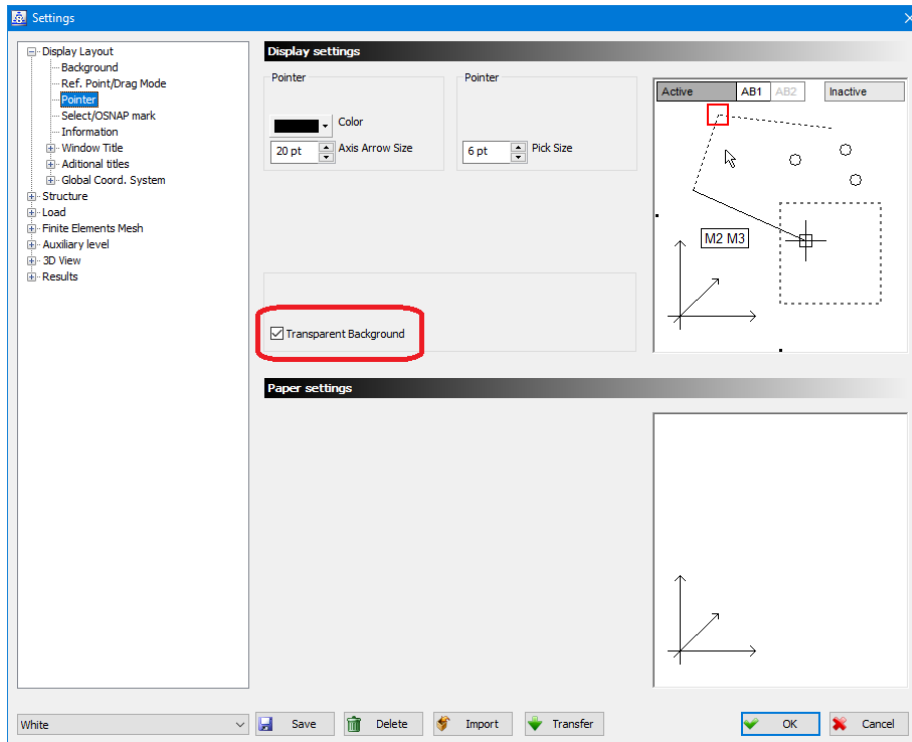 Settings
Display Layout
Background
Ref. Point/Drag Mode
Pointer
Select/OSNAP mark
Information
Window Title
Aditional titles
Global Coord. System
Structure
Load
Finite Elements Mesh
Auxiliary level
3D View
Results
Display settings
Pointer
Color
20 pt Axis Arrow Size
Pointer
6 pt Pick Size
Transparent Background
Active AB1 AB2 Inactive
M2 M3
Paper settings
White Save Delete Import Transfer OK Cancel